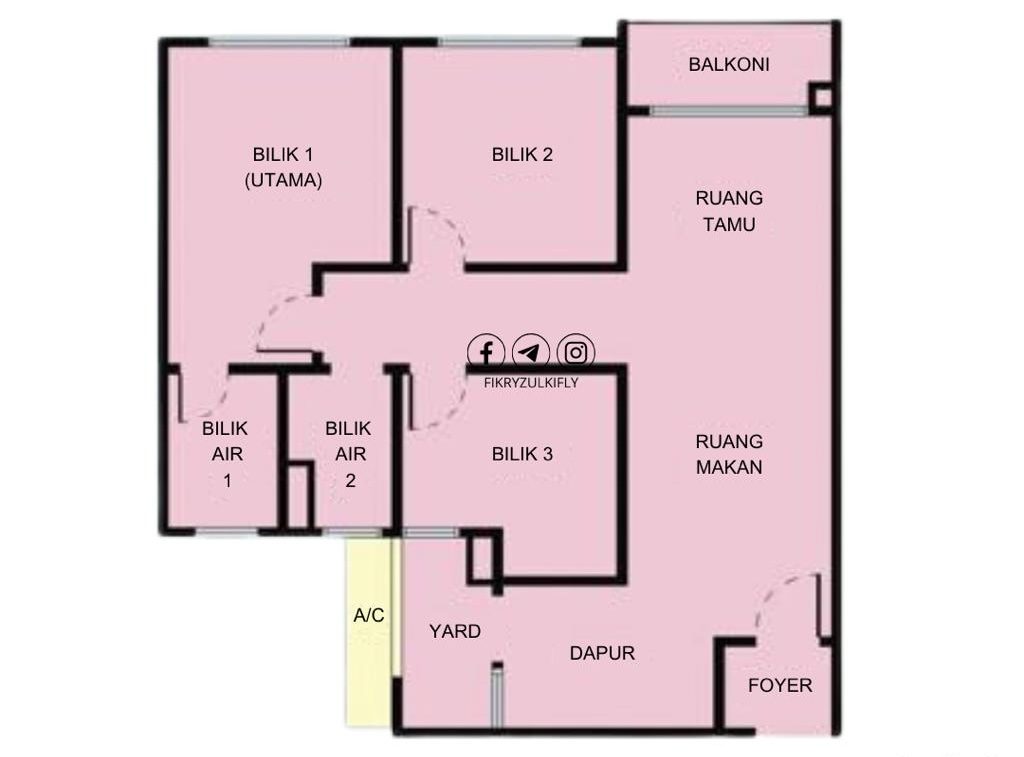 BALKONI
BILIK 1
(UTAMA)
BILIK 2
RUANG
TAMU
FIKRYZULKIFLY
BILIK
AIR
1
BILIK
AIR
2
BILIK 3
RUANG
MAKAN
A/C
YARD
DAPUR
FOYER